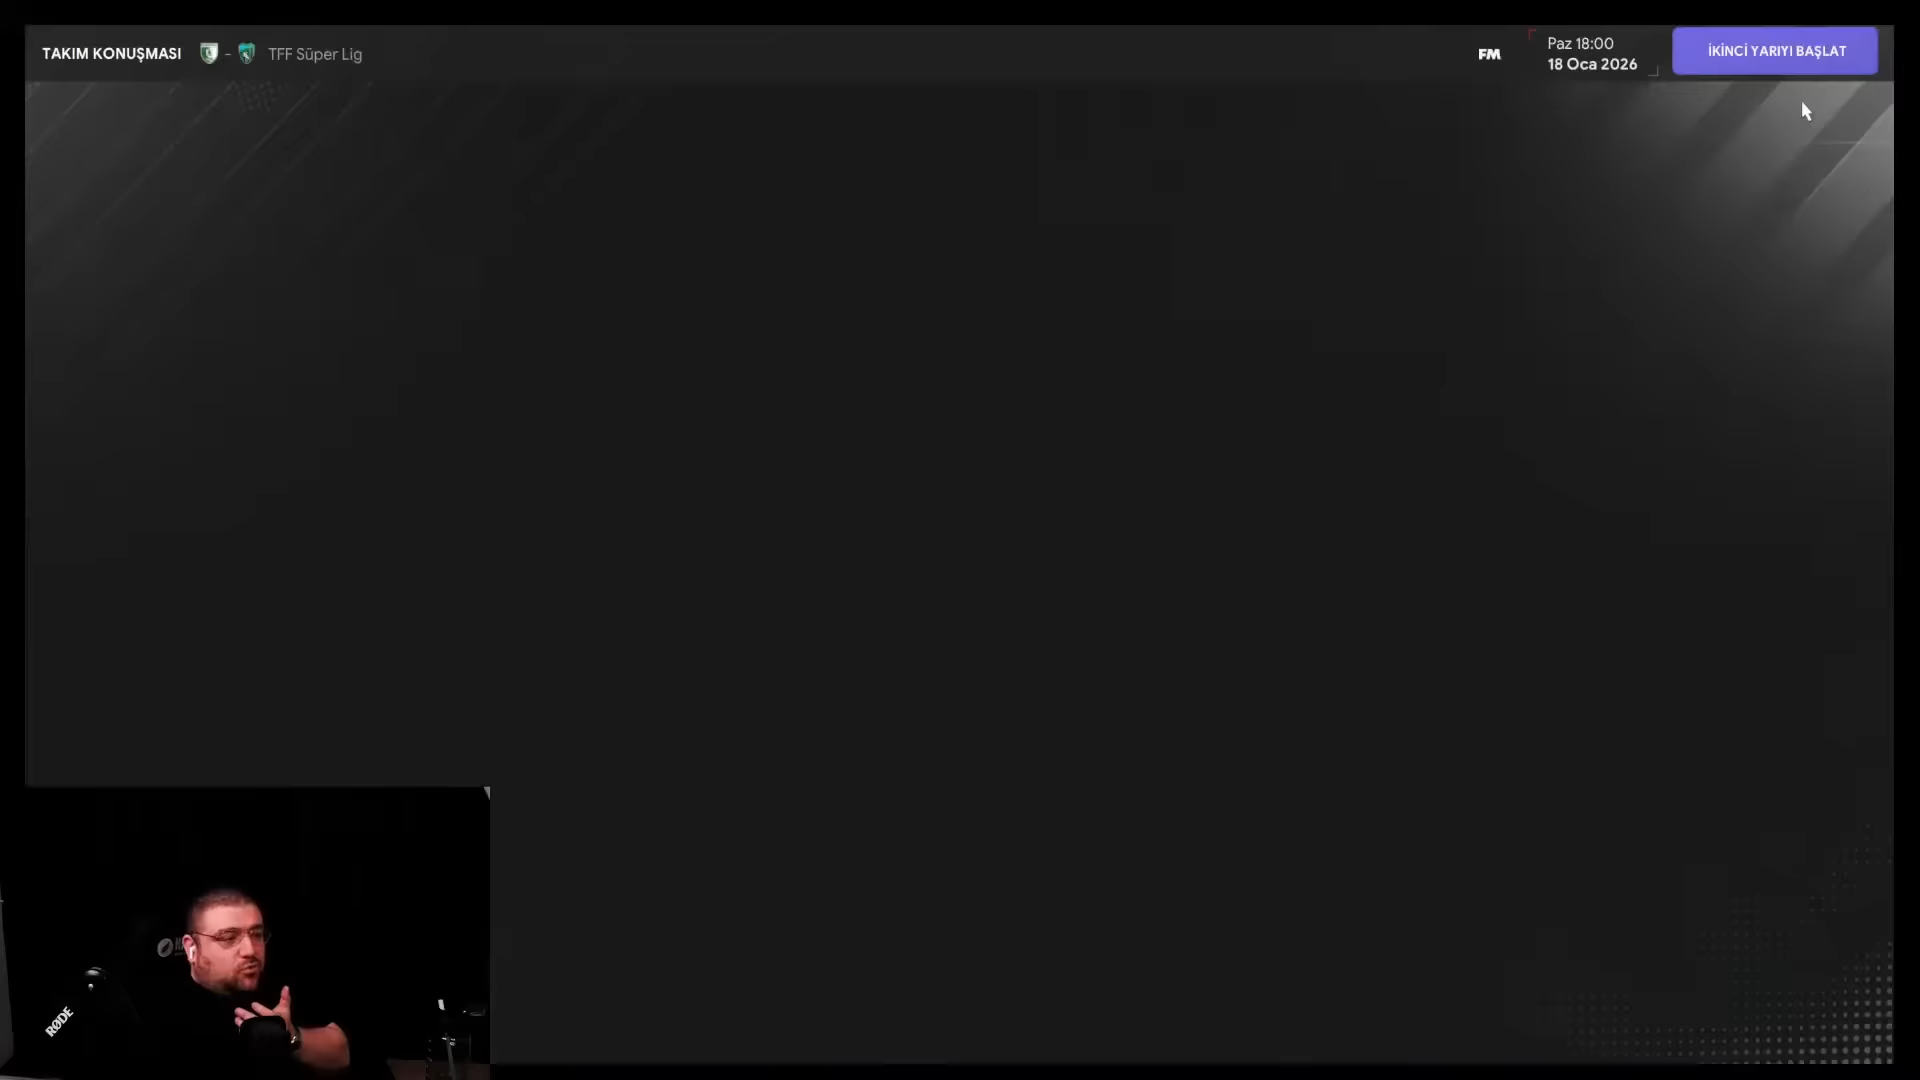 TAKIM KONUŞMASI - TFF Süper Lig
FM
Paz 18:00
18 Oca 2026
İKİNCİ YARIYI BAŞLAT
RØDE